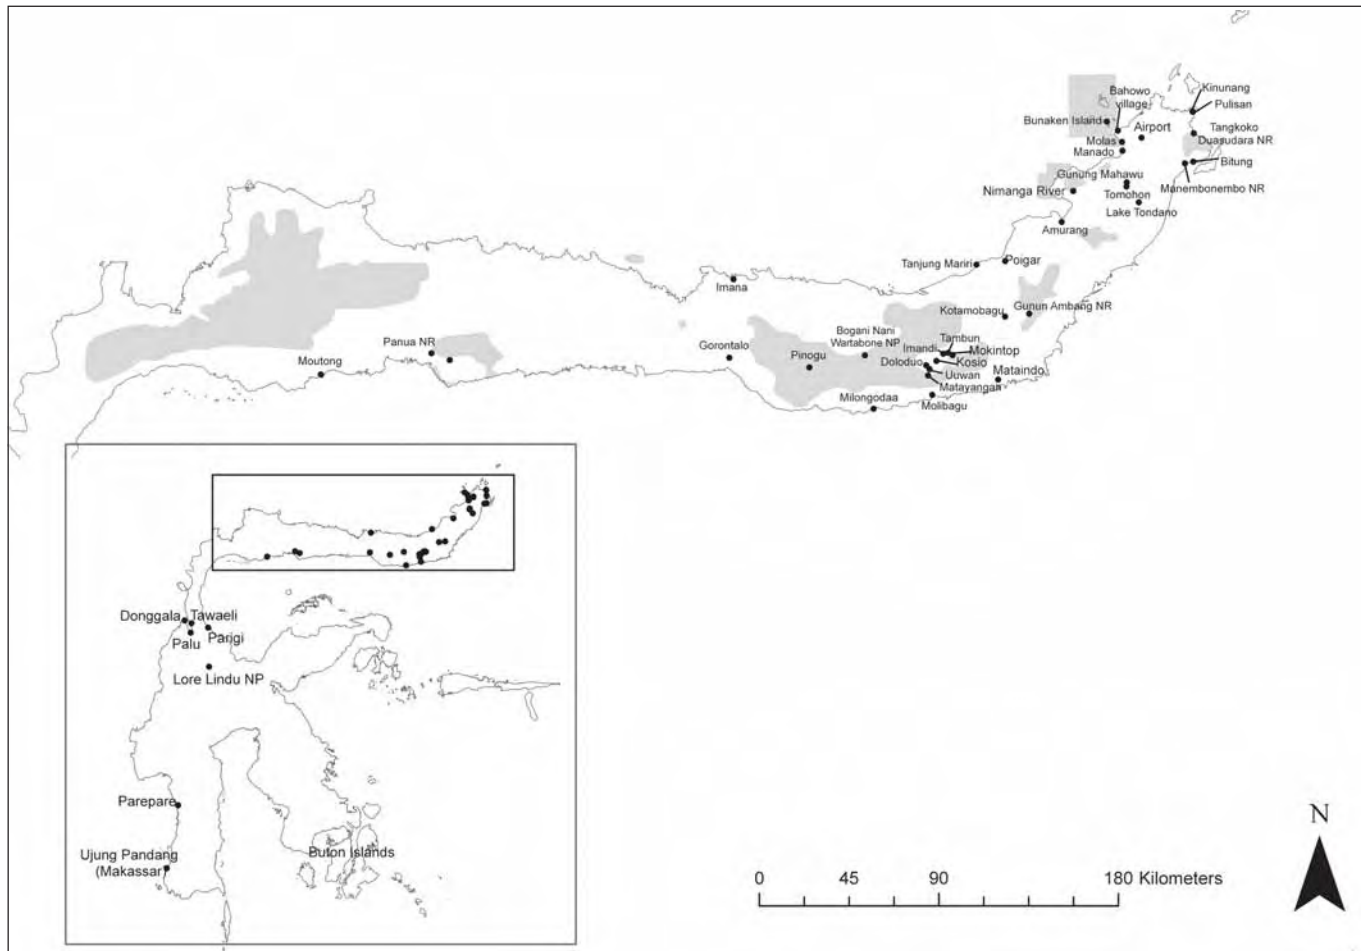 Kinunang
Bahowo
village
Pulisan
Bunaken Island
Airport
Tangkoko
Duasudara NR
Molas
Manado
Bitung
Gunung Mahawu
Nimanga River
Manembonembo NR
Tomohon
Lake Tondano
Amurang
Tanjung Mariri
Poigar
Imana
Gunun Ambang NR
Kotamobagu
Panua NR
Gorontalo
Bogani Nani
Wartabone NP
Tambun
Imandi
Mokintop
Moutong
Pinogu
Doloduo
Kosio
Uuwan
Mataindo
Matayangan
Milongodaa
Molibagu
Donggala
Tawaeli
Palu
Parigi
Lore Lindu NP
Parepare
Ujung Pandang
(Makassar)
Buton Islands
N
0 45 90 180 Kilometers